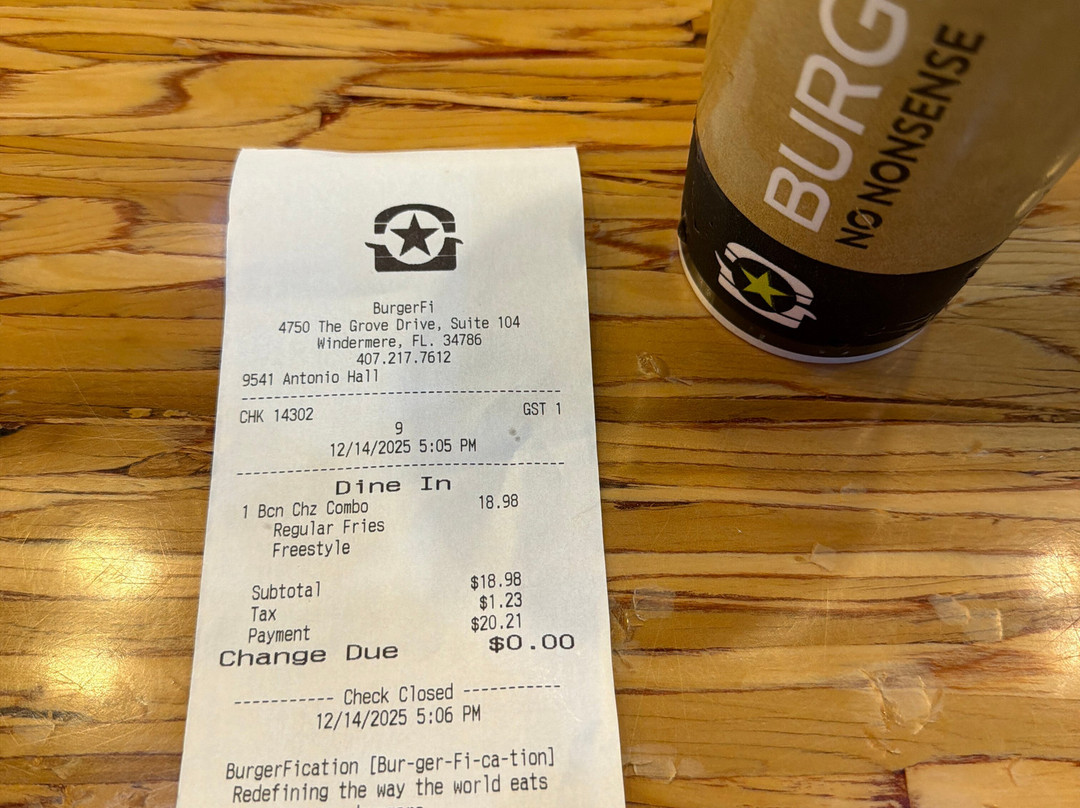 BURG
NO NONSENSE
BurgerFi
4750 The Grove Drive, Suite 104
Windermere, FL. 34786
407.217.7612
9541 Antonio Hall
CHK 14302 GST 1
9
12/14/2025 5:05 PM
Dine In
1 Bcn Chz Combo 18.98
Regular Fries
Freestyle
Subtotal $18.98
Tax $1.23
Payment $20.21
Change Due $0.00
----------- Check Closed -----------
12/14/2025 5:06 PM
BurgerFication [Bur-ger-Fi-ca-tion]
Redefining the way the world eats